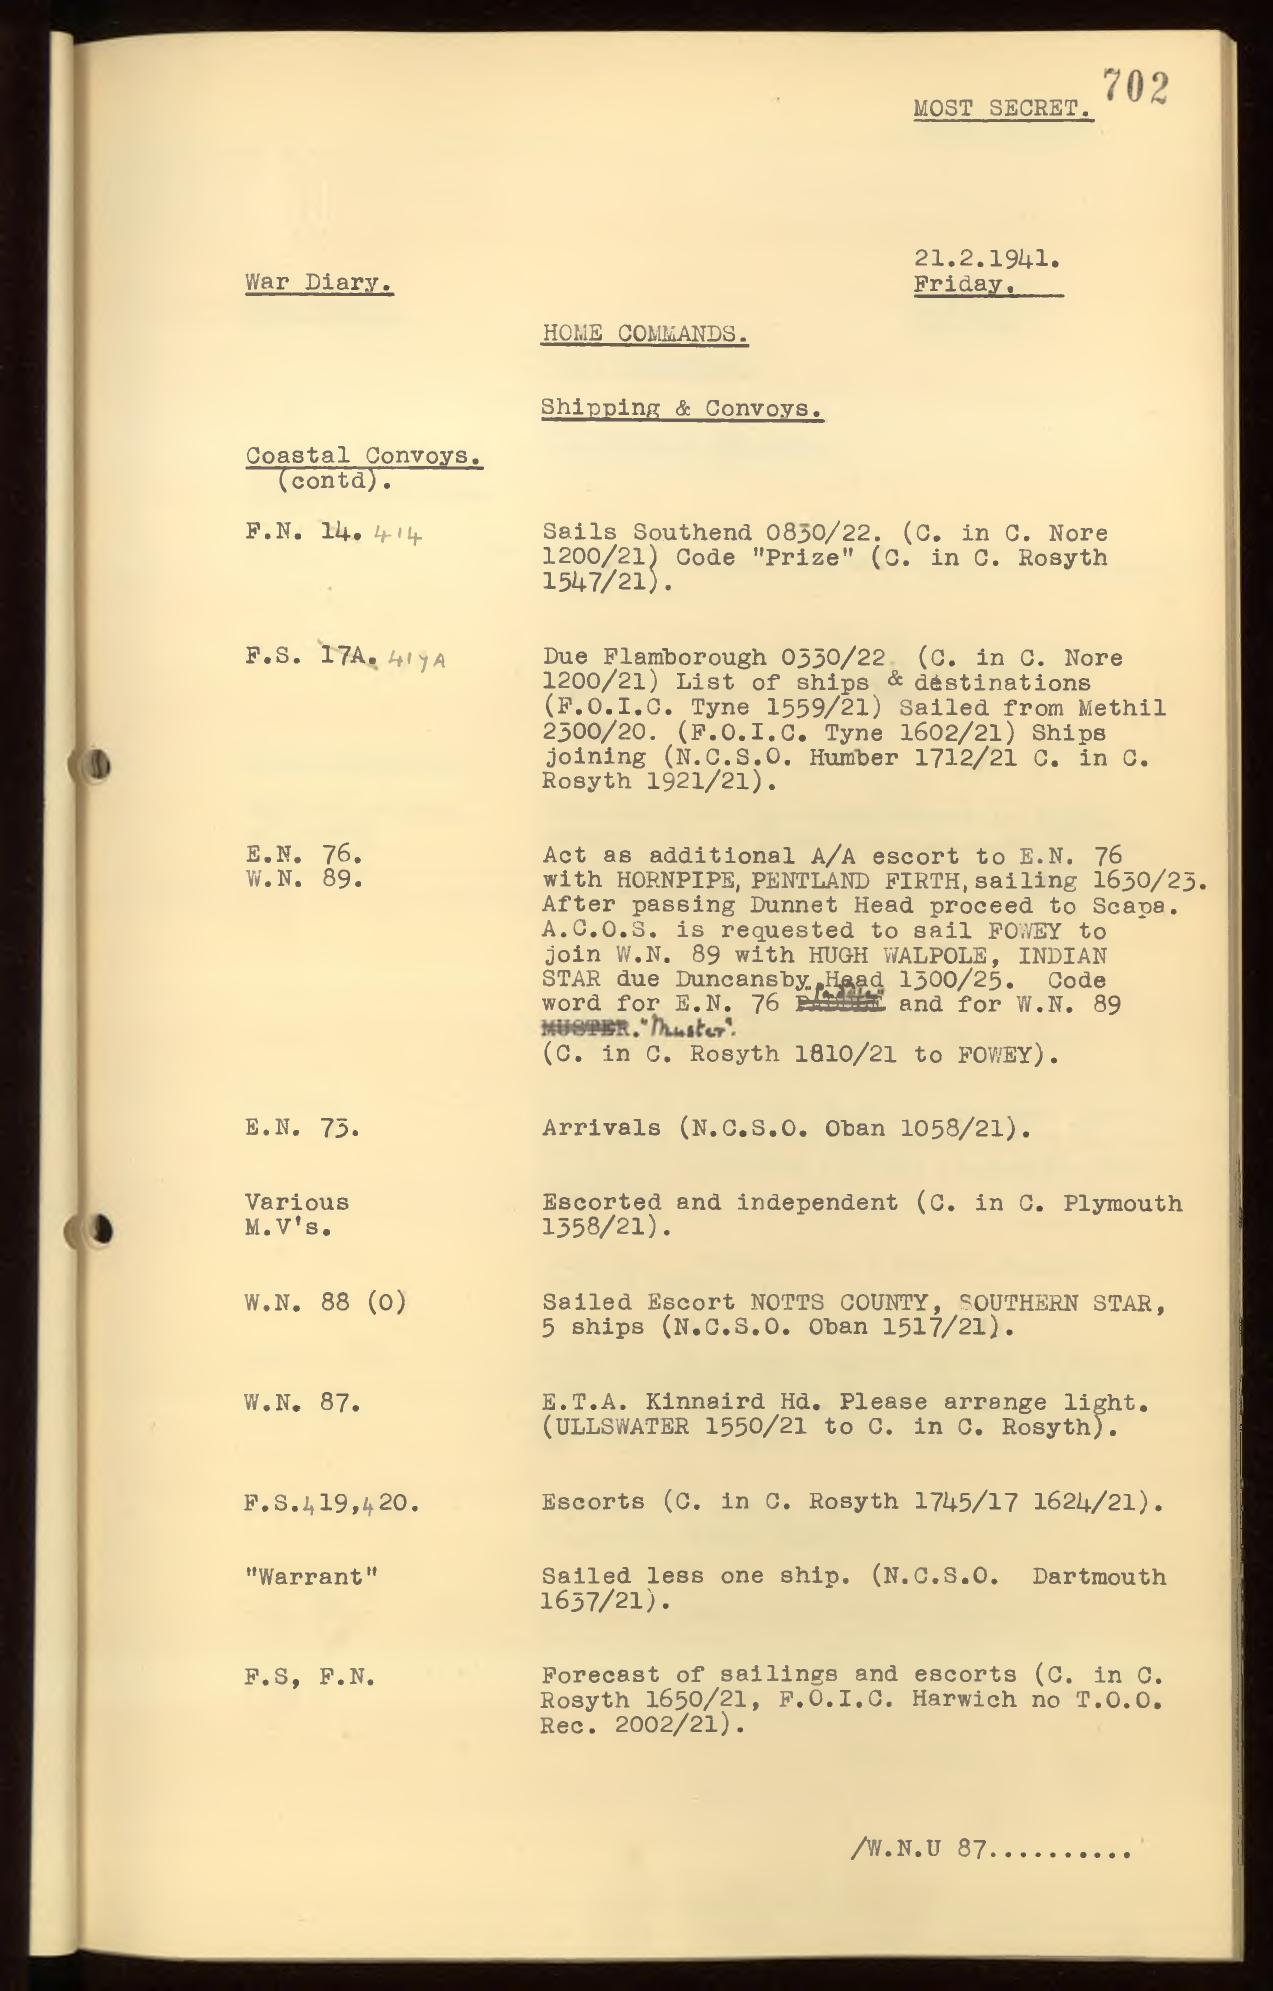 702
MOST SECRET.
21.2.1941.
War Diary.
Friday.
HOME COMMANDS.
Shipping & Convoys.
Coastal Convoys.
(contd).
F.N. 14. 414 Sails Southend 0830/22. (C. in C. Nore
1200/21) Code "Prize" (C. in C. Rosyth
1547/21).
F.S. 17A. 417A Due Flamborough 0330/22 (C. in C. Nore
1200/21) List of ships & destinations
(F.O.I.C. Tyne 1559/21) Sailed from Methil
2300/20. (F.O.I.C. Tyne 1602/21) Ships
joining (N.C.S.O. Humber 1712/21 C. in C.
Rosyth 1921/21).
E.N. 76. Act as additional A/A escort to E.N. 76
W.N. 89. with HORNPIPE, PENTLAND FIRTH, sailing 1630/23.
After passing Dunnet Head proceed to Scapa.
A.C.O.S. is requested to sail FOWEY to
join W.N. 89 with HUGH WALPOLE, INDIAN
STAR due Duncansby Head 1300/25. Code
word for E.N. 76 and for W.N. 89
MUSTER. "Muster".
(C. in C. Rosyth 1810/21 to FOWEY).
E.N. 73. Arrivals (N.C.S.O. Oban 1058/21).
Various Escorted and independent (C. in C. Plymouth
M.V's. 1358/21).
W.N. 88 (O) Sailed Escort NOTTS COUNTY, SOUTHERN STAR,
5 ships (N.C.S.O. Oban 1517/21).
W.N. 87. E.T.A. Kinnaird Hd. Please arrange light.
(ULLSWATER 1550/21 to C. in C. Rosyth).
F.S.419,420. Escorts (C. in C. Rosyth 1745/17 1624/21).
"Warrant" Sailed less one ship. (N.C.S.O. Dartmouth
1637/21).
F.S, F.N. Forecast of sailings and escorts (C. in C.
Rosyth 1650/21, F.O.I.C. Harwich no T.O.O.
Rec. 2002/21).
/W.N.U 87..........